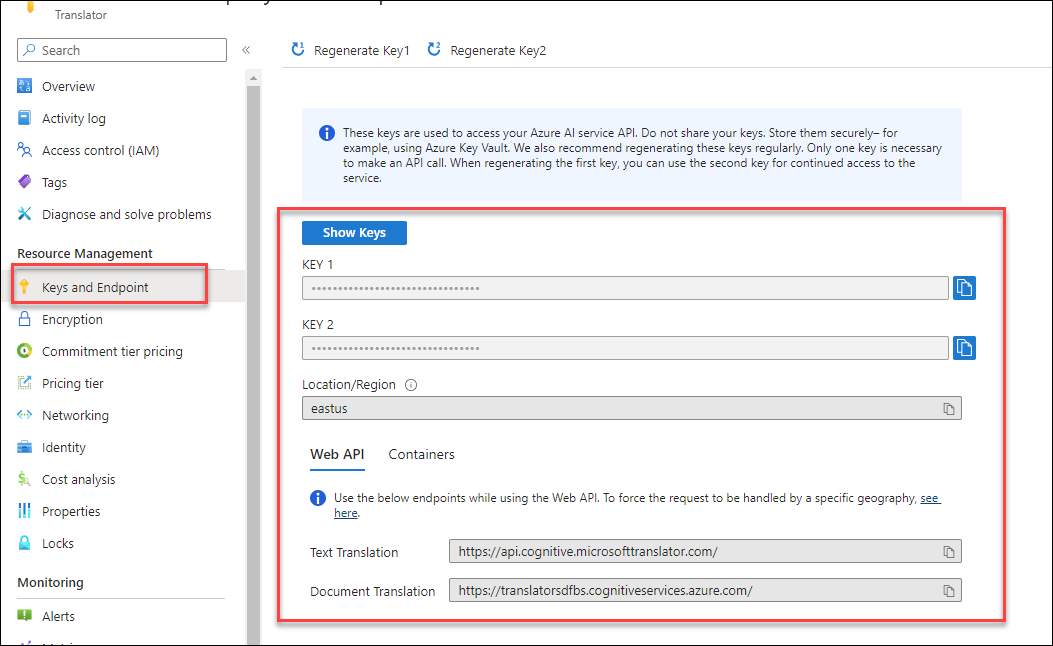 Translator
Search
«
Regenerate Key1
Regenerate Key2
Overview
Activity log
Access control (IAM)
Tags
Diagnose and solve problems
Resource Management
Keys and Endpoint
Encryption
Commitment tier pricing
Pricing tier
Networking
Identity
Cost analysis
Properties
Locks
Monitoring
Alerts
These keys are used to access your Azure AI service API. Do not share your keys. Store them securely– for
example, using Azure Key Vault. We also recommend regenerating these keys regularly. Only one key is necessary
to make an API call. When regenerating the first key, you can use the second key for continued access to the
service.
Show Keys
KEY 1
••••••••••••••••••••••••••••••••
KEY 2
••••••••••••••••••••••••••••••••
Location/Region
eastus
Web API
Containers
Use the below endpoints while using the Web API. To force the request to be handled by a specific geography, see
here.
Text Translation
https://api.cognitive.microsofttranslator.com/
Document Translation
https://translatorsdfbs.cognitiveservices.azure.com/